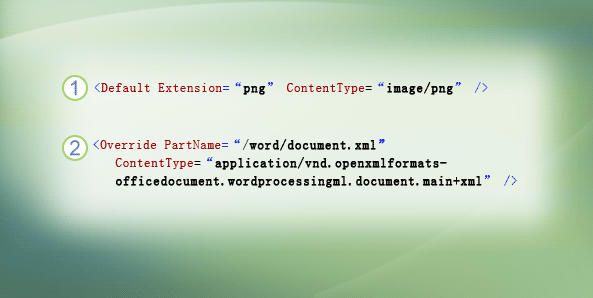 1 <Default Extension=“png” ContentType=“image/png” />
2 <Override PartName=“/word/document.xml”
ContentType=“application/vnd.openxmlformats-
officedocument.wordprocessingml.document.main+xml” />